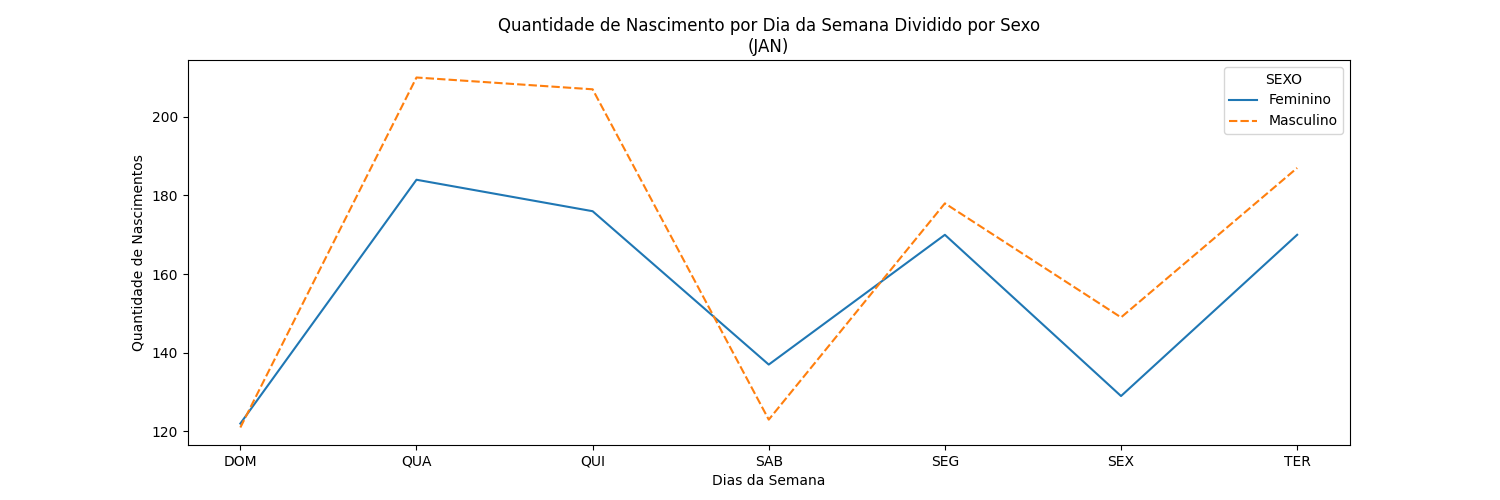 Quantidade de Nascimento por Dia da Semana Dividido por Sexo
(JAN)
SEXO
Feminino
Masculino
Quantidade de Nascimentos
200
180
160
140
120
DOM QUA QUI SAB SEG SEX TER
Dias da Semana